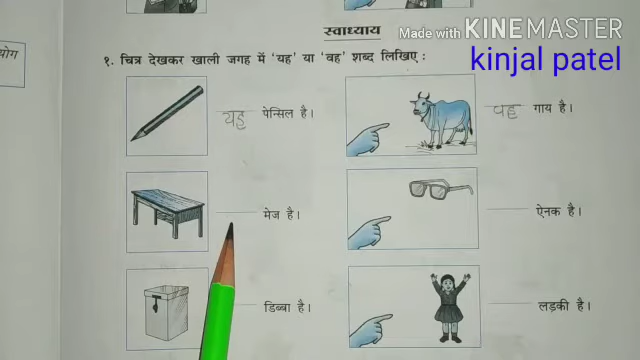 योग
स्वाध्याय
Made with KINEMASTER
kinjal patel
१. चित्र देखकर खाली जगह में 'यह' या 'वह' शब्द लिखिए :
यह पेन्सिल है।
वह गाय है।
मेज है।
ऐनक है।
डिब्बा है।
लड़की है।